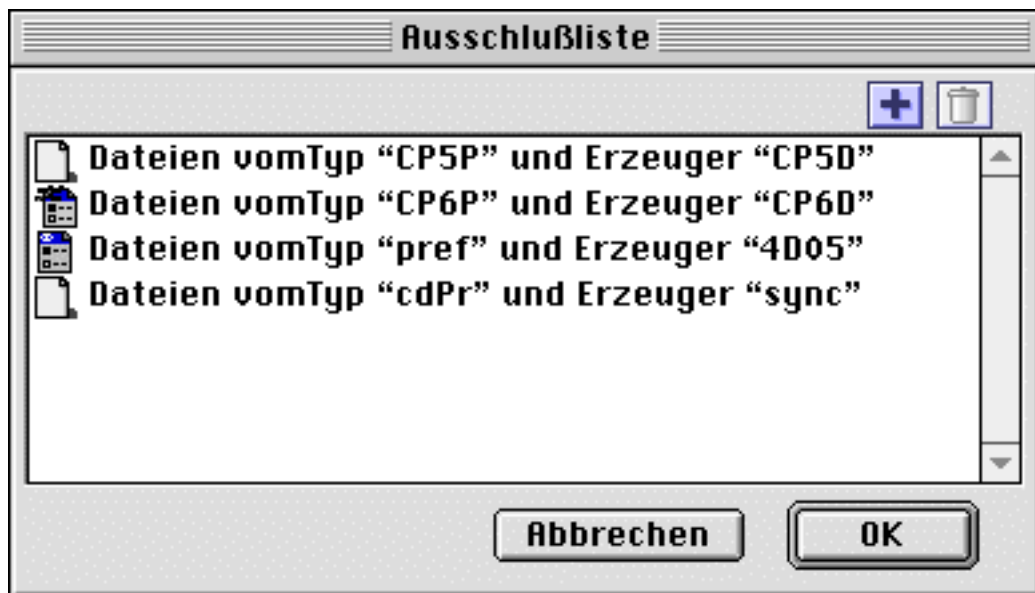 Ausschlußliste
Dateien vomTyp “CP5P” und Erzeuger “CP5D”
Dateien vomTyp “CP6P” und Erzeuger “CP6D”
Dateien vomTyp “pref” und Erzeuger “4D05”
Dateien vomTyp “cdPr” und Erzeuger “sync”
Abbrechen
OK